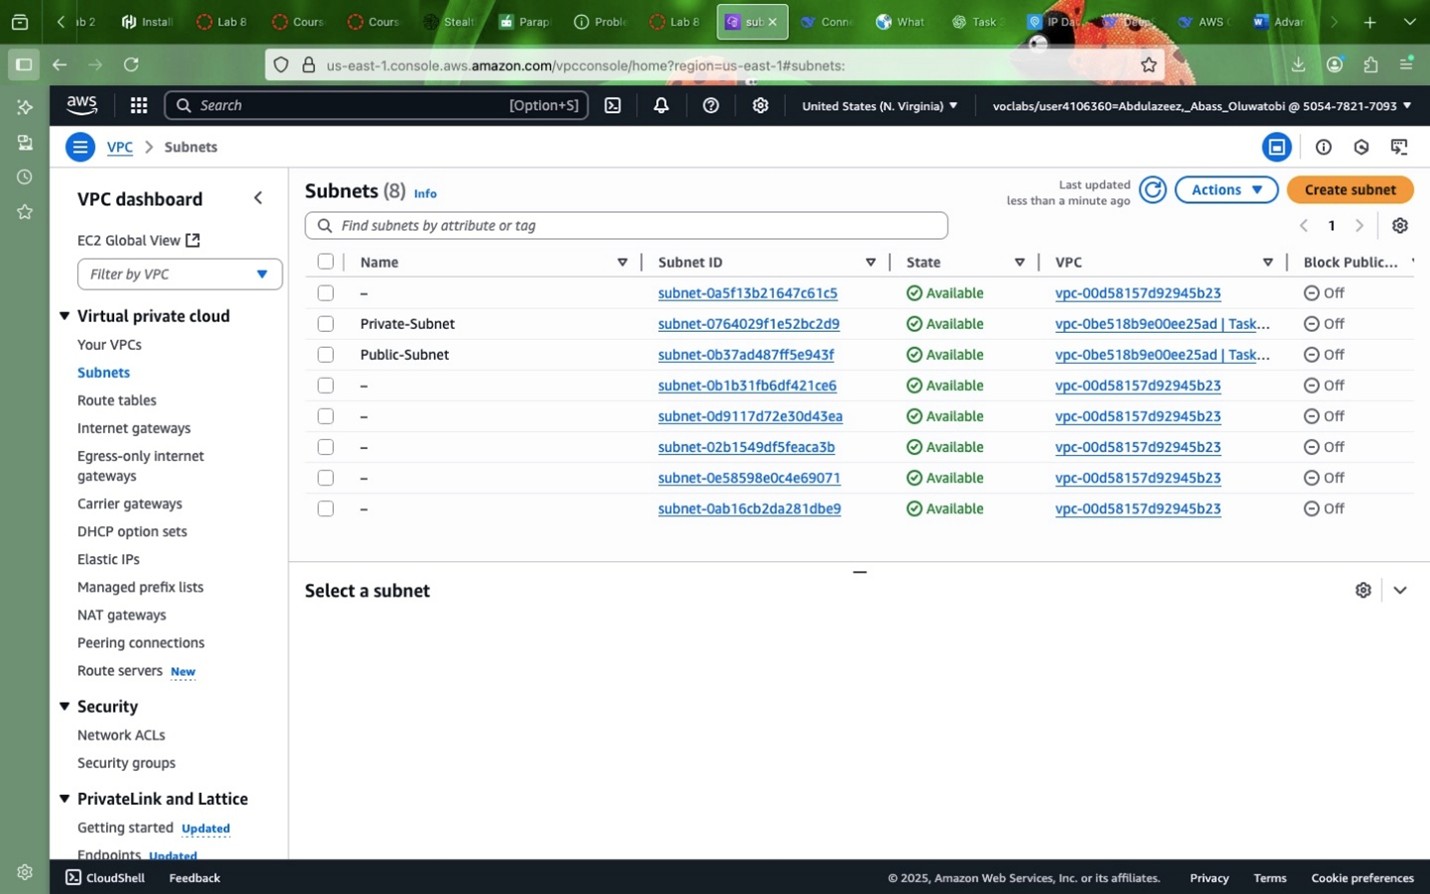 ab 2 Install Lab 8 Cours Cours Stealt Parap Proble Lab 8 sub Conne What Task IP Da AWS Advar
us-east-1.console.aws.amazon.com/vpcconsole/home?region=us-east-1#subnets:
aws Search [Option+S] United States (N. Virginia) voclabs/user4106360=Abdulazeez,_Abass_Oluwatobi @ 5054-7821-7093
VPC Subnets
VPC dashboard
EC2 Global View
Filter by VPC
Virtual private cloud
Your VPCs
Subnets
Route tables
Internet gateways
Egress-only internet
gateways
Carrier gateways
DHCP option sets
Elastic IPs
Managed prefix lists
NAT gateways
Peering connections
Route servers New
Security
Network ACLs
Security groups
PrivateLink and Lattice
Getting started Updated
Endpoints Updated
Subnets (8) Info
Last updated
less than a minute ago
Actions
Create subnet
Find subnets by attribute or tag
1
Name Subnet ID State VPC Block Public...
– subnet-0a5f13b21647c61c5 Available vpc-00d58157d92945b23 Off
Private-Subnet subnet-0764029f1e52bc2d9 Available vpc-0be518b9e00ee25ad | Task... Off
Public-Subnet subnet-0b37ad487ff5e943f Available vpc-0be518b9e00ee25ad | Task... Off
– subnet-0b1b31fb6df421ce6 Available vpc-00d58157d92945b23 Off
– subnet-0d9117d72e30d43ea Available vpc-00d58157d92945b23 Off
– subnet-02b1549df5feaca3b Available vpc-00d58157d92945b23 Off
– subnet-0e58598e0c4e69071 Available vpc-00d58157d92945b23 Off
– subnet-0ab16cb2da281dbe9 Available vpc-00d58157d92945b23 Off
Select a subnet
CloudShell Feedback © 2025, Amazon Web Services, Inc. or its affiliates. Privacy Terms Cookie preferences